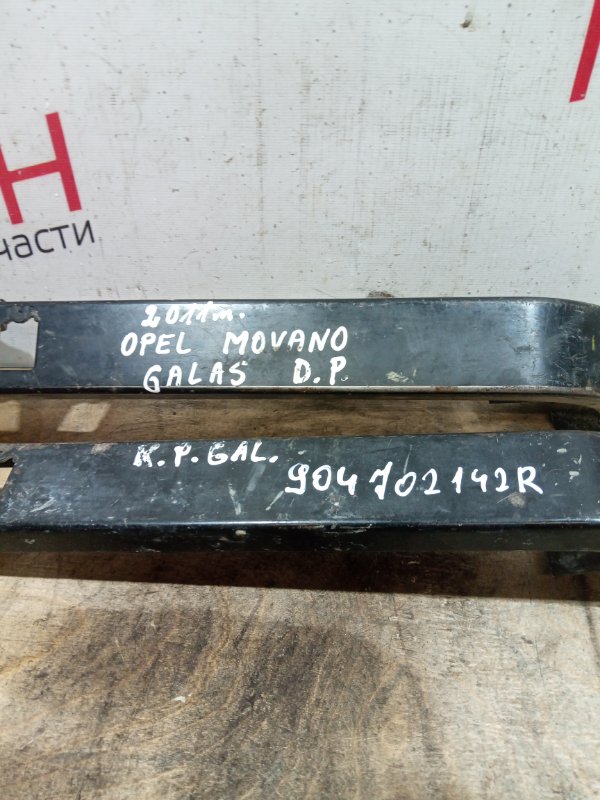 Н
части
2011m.
OPEL MOVANO
GALAS D.P.
K.P.GAL.
904702142R